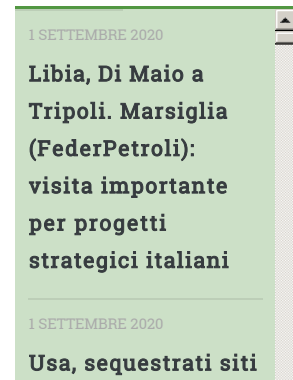 1 SETTEMBRE 2020
Libia, Di Maio a
Tripoli. Marsiglia
(FederPetroli):
visita importante
per progetti
strategici italiani
1 SETTEMBRE 2020
Usa, sequestrati siti